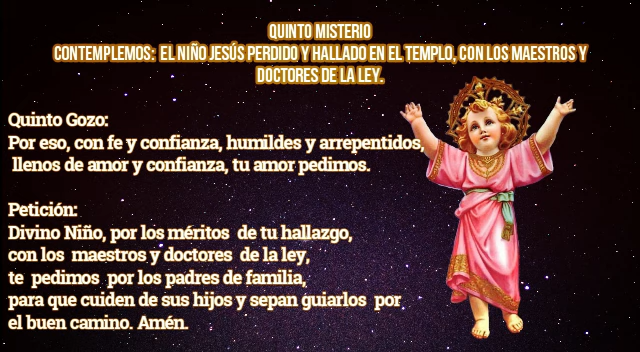 QUINTO MISTERIO
CONTEMPLEMOS: EL NIÑO JESÚS PERDIDO Y HALLADO EN EL TEMPLO, CON LOS MAESTROS Y
DOCTORES DE LA LEY.
Quinto Gozo:
Por eso, con fe y confianza, humildes y arrepentidos,
llenos de amor y confianza, tu amor pedimos.
Petición:
Divino Niño, por los méritos de tu hallazgo,
con los maestros y doctores de la ley,
te pedimos por los padres de familia,
para que cuiden de sus hijos y sepan guiarlos por
el buen camino. Amén.